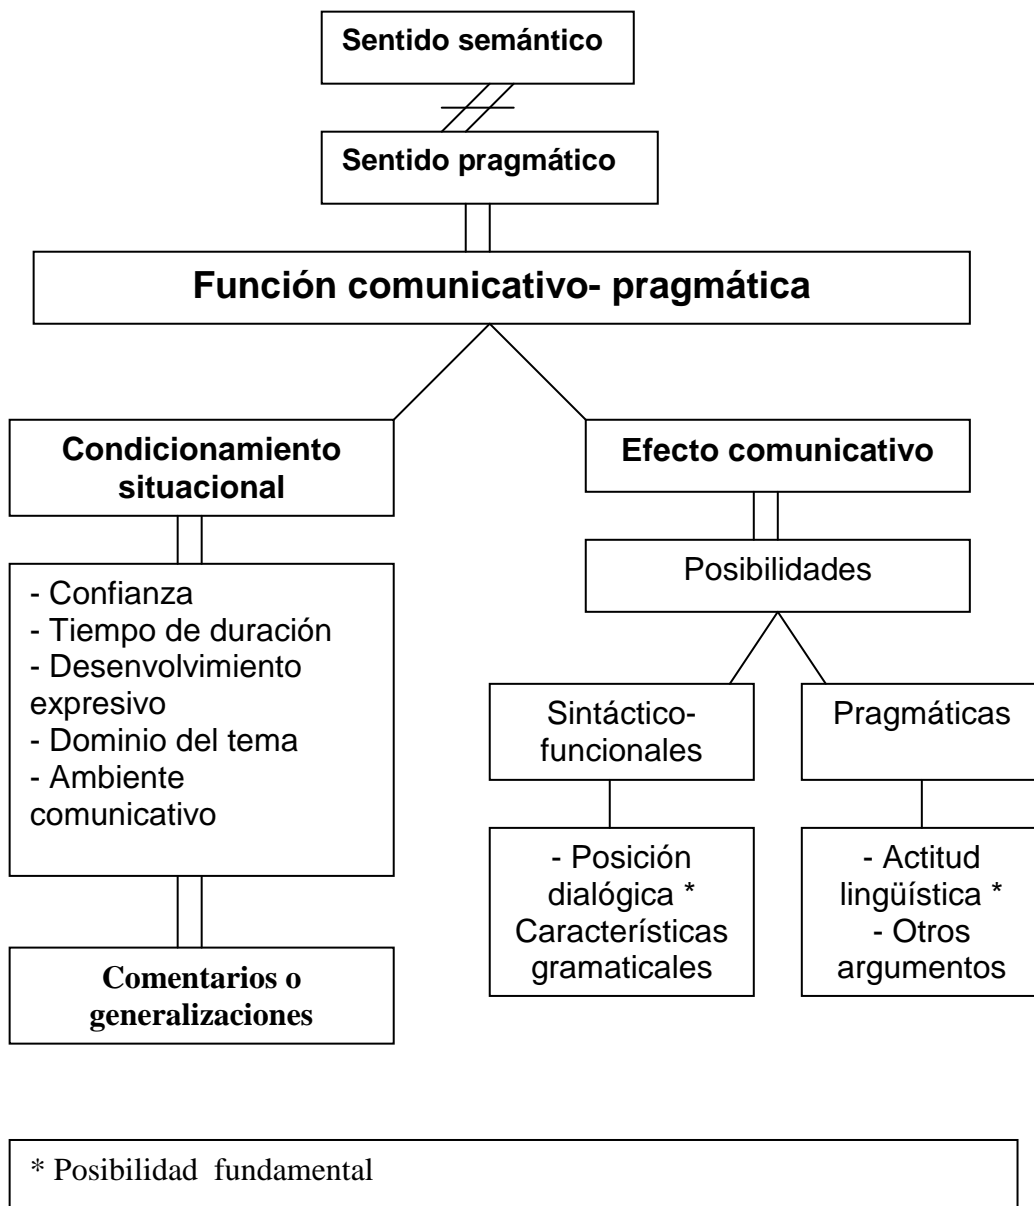 Sentido semántico
Sentido pragmático
Función comunicativo- pragmática
Condicionamiento
situacional
Efecto comunicativo
- Confianza
- Tiempo de duración
- Desenvolvimiento
expresivo
- Dominio del tema
- Ambiente
comunicativo
Posibilidades
Sintáctico-
funcionales
Pragmáticas
- Posición
dialógica *
Características
gramaticales
- Actitud
lingüística *
- Otros
argumentos
Comentarios o
generalizaciones
* Posibilidad fundamental